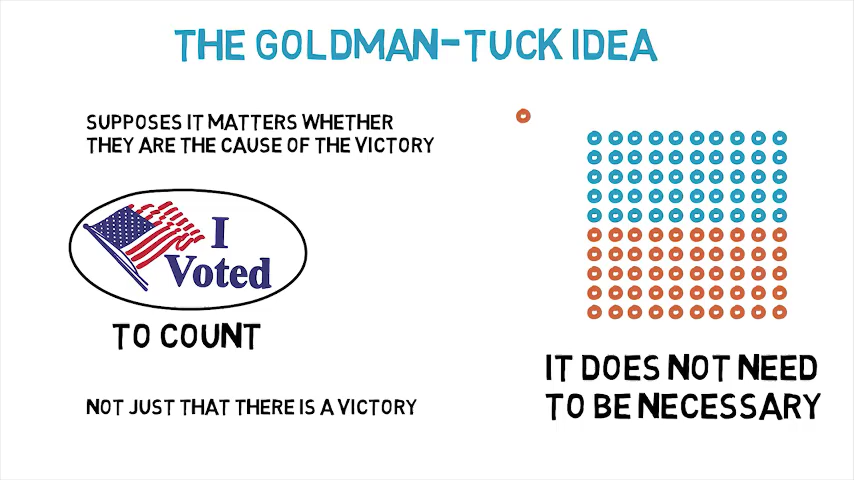 THE GOLDMAN-TUCK IDEA
SUPPOSES IT MATTERS WHETHER
THEY ARE THE CAUSE OF THE VICTORY
I
Voted
TO COUNT
NOT JUST THAT THERE IS A VICTORY
IT DOES NOT NEED
TO BE NECESSARY